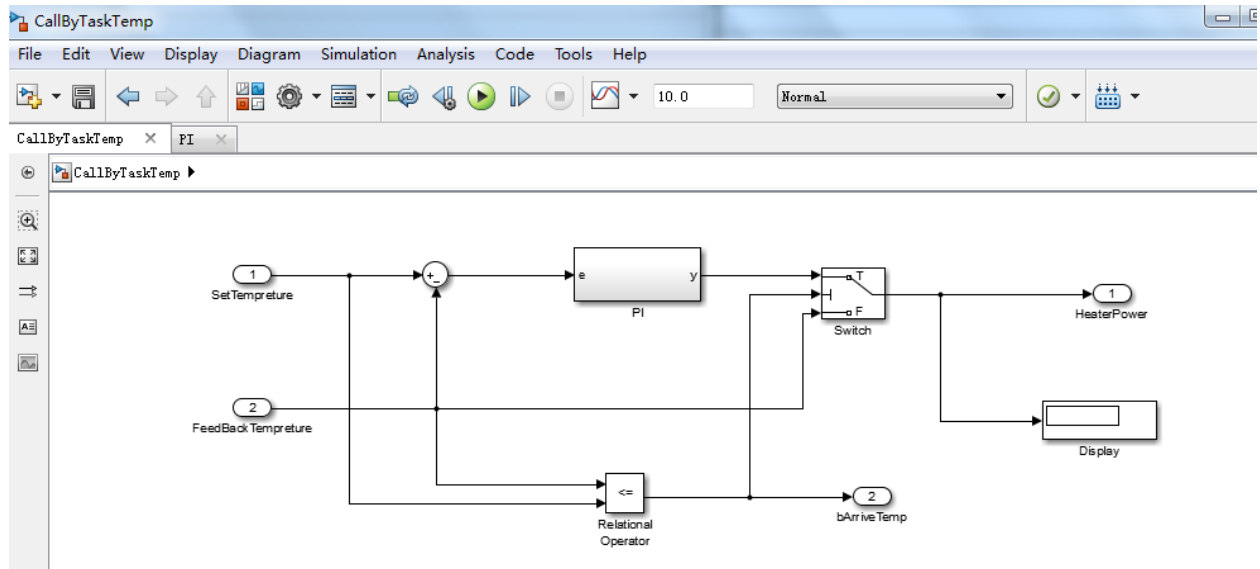 CallByTaskTemp
File Edit View Display Diagram Simulation Analysis Code Tools Help
10.0 Normal
CallByTaskTemp PI
CallByTaskTemp
1
SetTempreture
+
-
e y
PI
T
F
Switch
1
HeaterPower
2
FeedBackTempreture
Display
<=
Relational
Operator
2
bArriveTemp